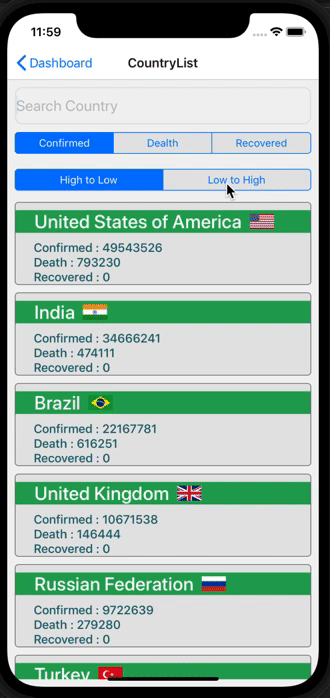 11:59
Dashboard
CountryList
Search Country
Confirmed
Dealth
Recovered
High to Low
Low to High
United States of America
Confirmed : 49543526
Death : 793230
Recovered : 0
India
Confirmed : 34666241
Death : 474111
Recovered : 0
Brazil
Confirmed : 22167781
Death : 616251
Recovered : 0
United Kingdom
Confirmed : 10671538
Death : 146444
Recovered : 0
Russian Federation
Confirmed : 9722639
Death : 279280
Recovered : 0
Turkey